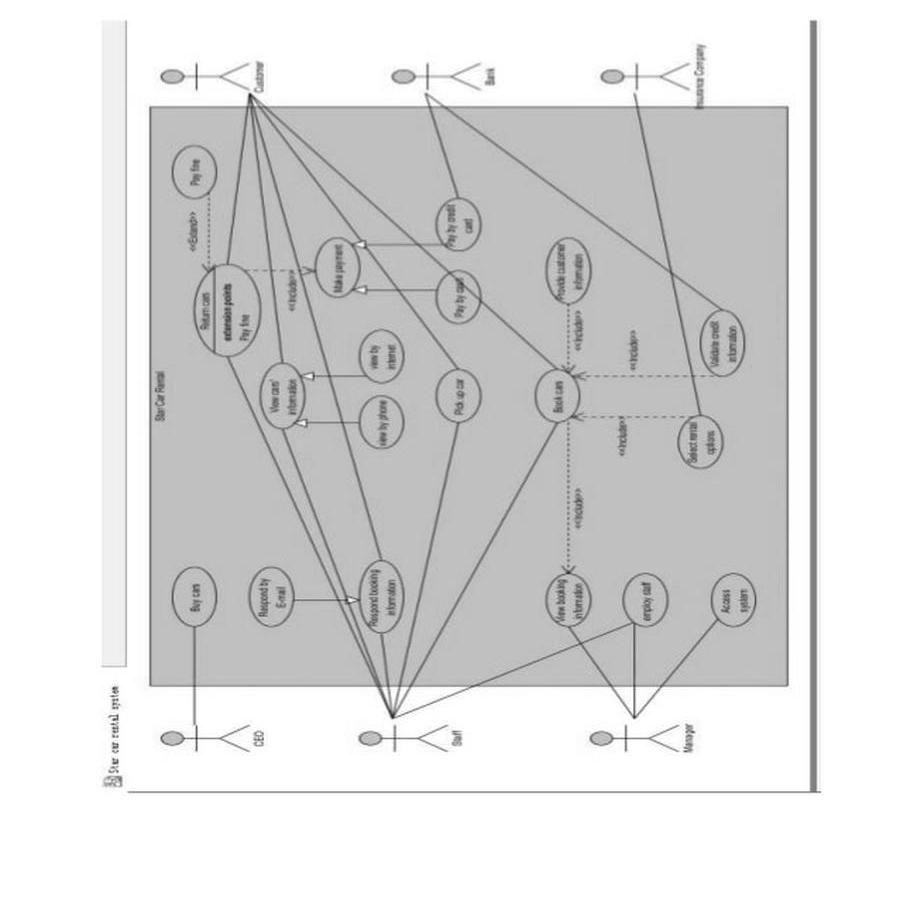 Star car rental system
Star Car Rental
CEO
Buy cars
Return cars
extension points
Pay fine
<<Extend>>
Pay fine
Customer
Respond by
E-mail
View cars'
information
<<Include>>
Make payment
Respond booking
information
view by phone
view by
internet
Staff
Pick up car
Pay by cash
Pay by credit
card
Bank
View booking
information
<<Include>>
Book cars
<<Include>>
Provide customer
information
employ staff
<<Include>>
<<Include>>
Manager
Select rental
options
Validate credit
information
Insurance Company
Access
system